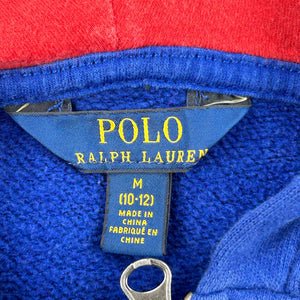 POLO
RALPH LAUREN
M
(10-12)
MADE IN
CHINA
FABRIQUÉ EN
CHINE